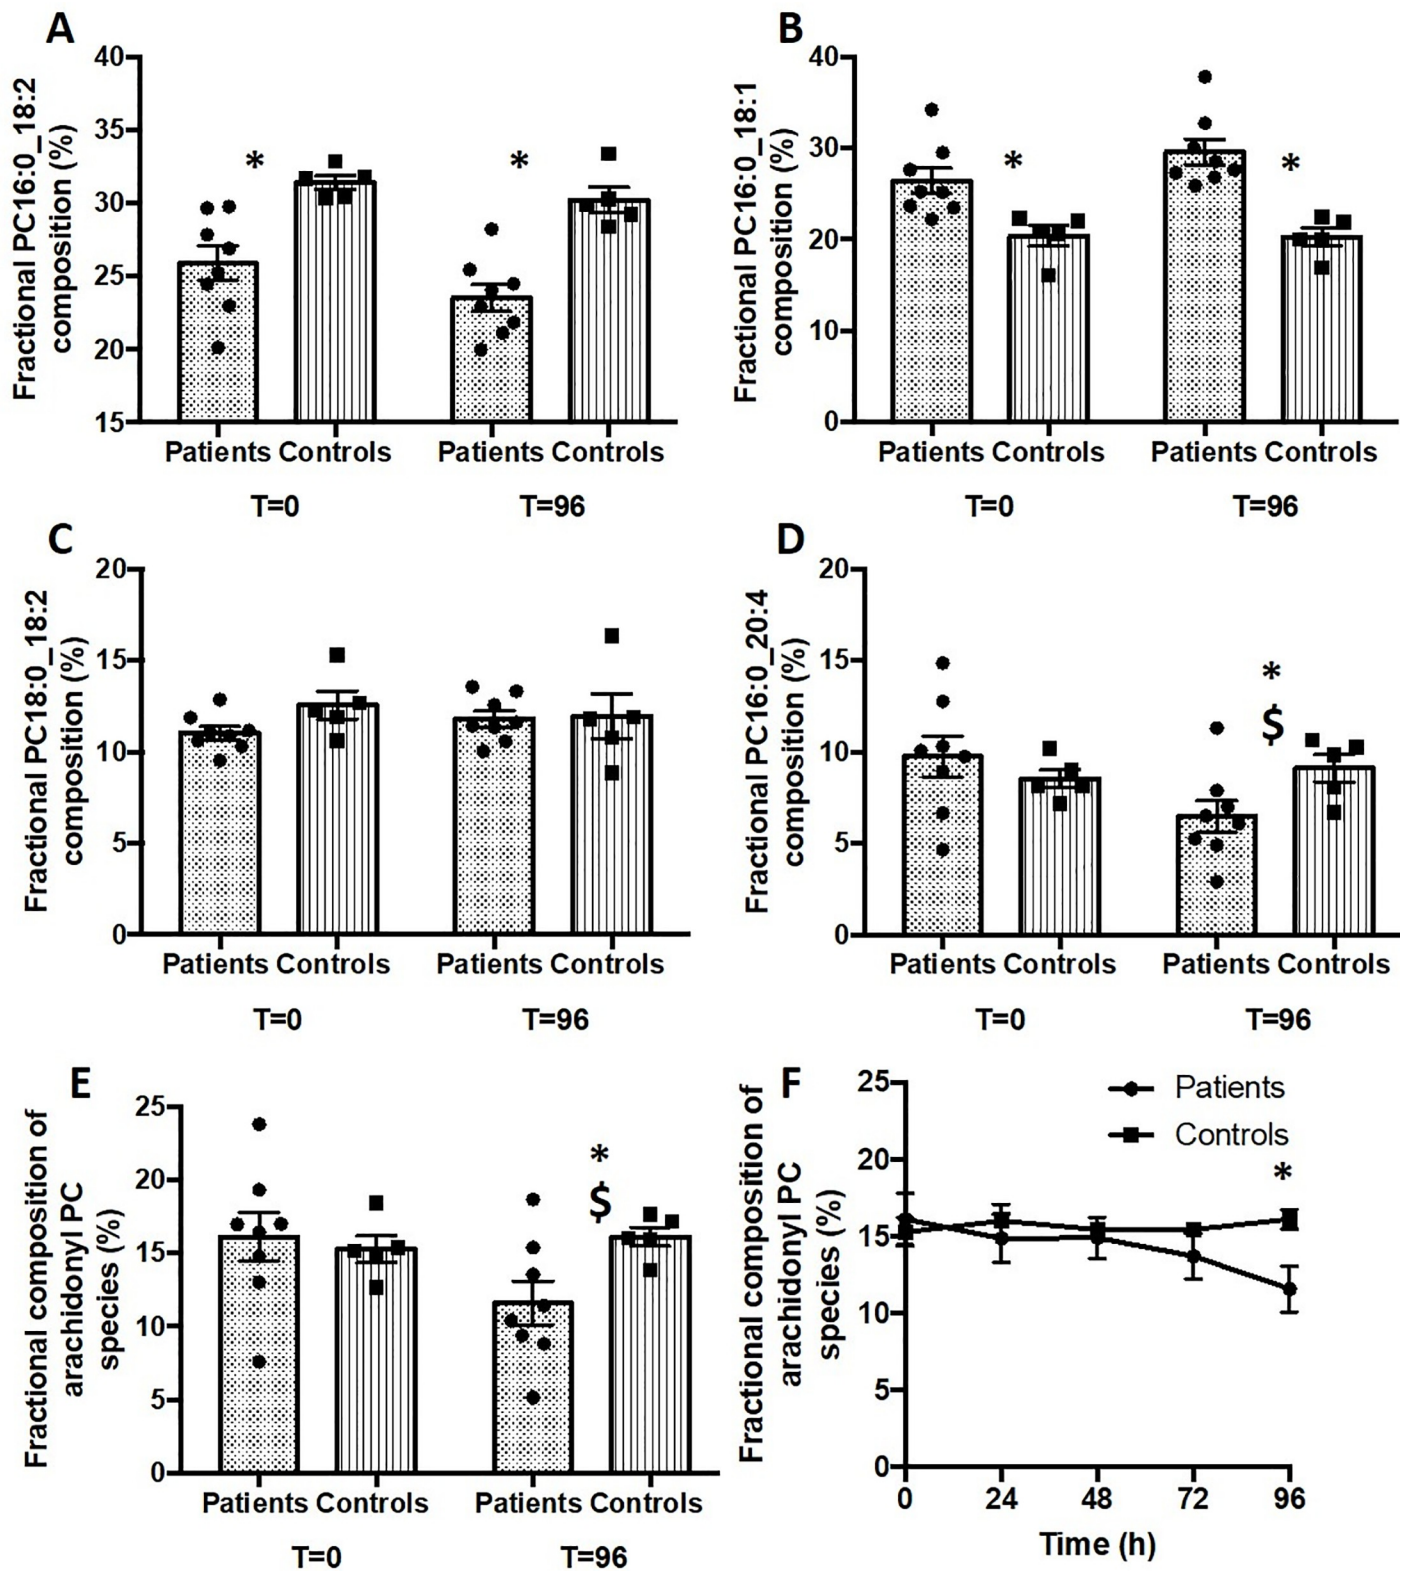 A
Fractional PC16:0_18:2
composition (%)
40
35
30
25
20
15
*
*
Patients Controls
Patients Controls
T=0
T=96
B
Fractional PC16:0_18:1
composition (%)
40
30
20
10
0
*
*
Patients Controls
Patients Controls
T=0
T=96
C
Fractional PC18:0_18:2
composition (%)
20
15
10
5
0
Patients Controls
Patients Controls
T=0
T=96
D
Fractional PC16:0_20:4
composition (%)
20
15
10
5
0
*
$
Patients Controls
Patients Controls
T=0
T=96
E
Fractional composition of
arachidonyl PC
species (%)
25
20
15
10
5
0
*
$
Patients Controls
Patients Controls
T=0
T=96
F
Fractional composition of
arachidonyl PC
species (%)
25
20
15
10
5
0
Patients
Controls
*
0
24
48
72
96
Time (h)